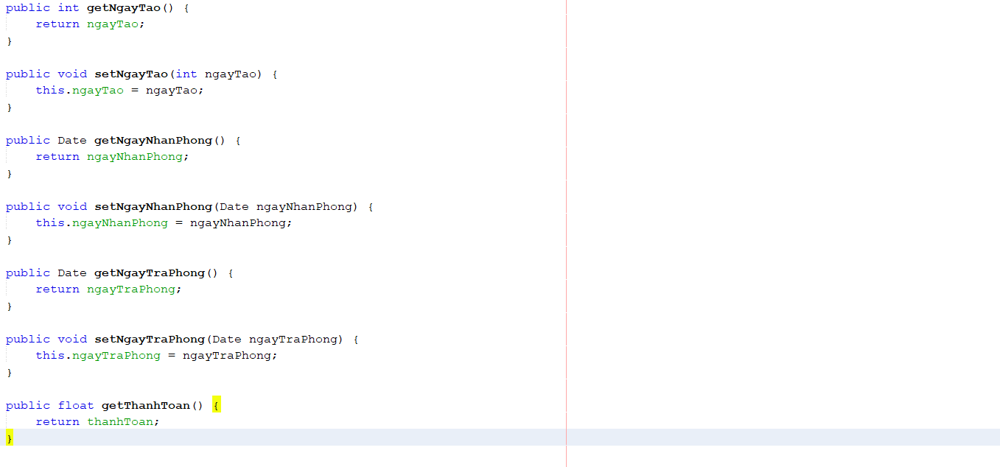 public int getNgayTao() {
    return ngayTao;
}

public void setNgayTao(int ngayTao) {
    this.ngayTao = ngayTao;
}

public Date getNgayNhanPhong() {
    return ngayNhanPhong;
}

public void setNgayNhanPhong(Date ngayNhanPhong) {
    this.ngayNhanPhong = ngayNhanPhong;
}

public Date getNgayTraPhong() {
    return ngayTraPhong;
}

public void setNgayTraPhong(Date ngayTraPhong) {
    this.ngayTraPhong = ngayTraPhong;
}

public float getThanhToan() {
    return thanhToan;
}